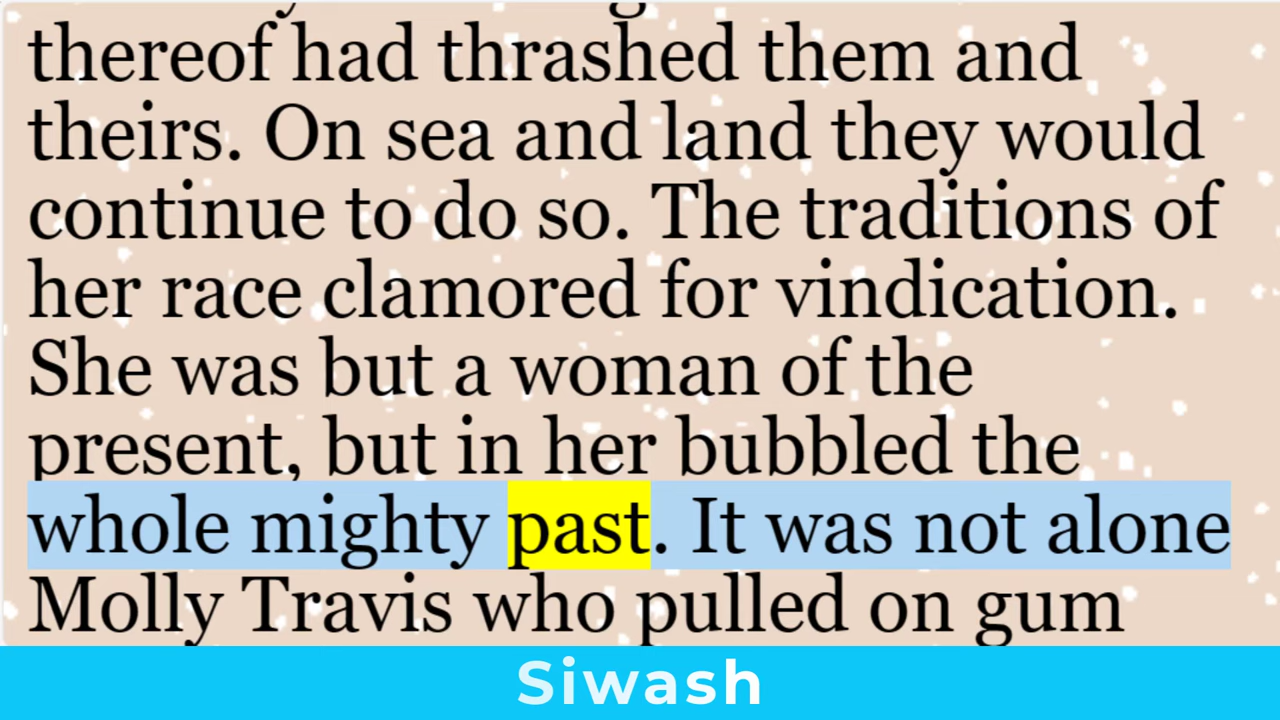 thereof had thrashed them and
theirs. On sea and land they would
continue to do so. The traditions of
her race clamored for vindication.
She was but a woman of the
present, but in her bubbled the
whole mighty past. It was not alone
Molly Travis who pulled on gum
Siwash